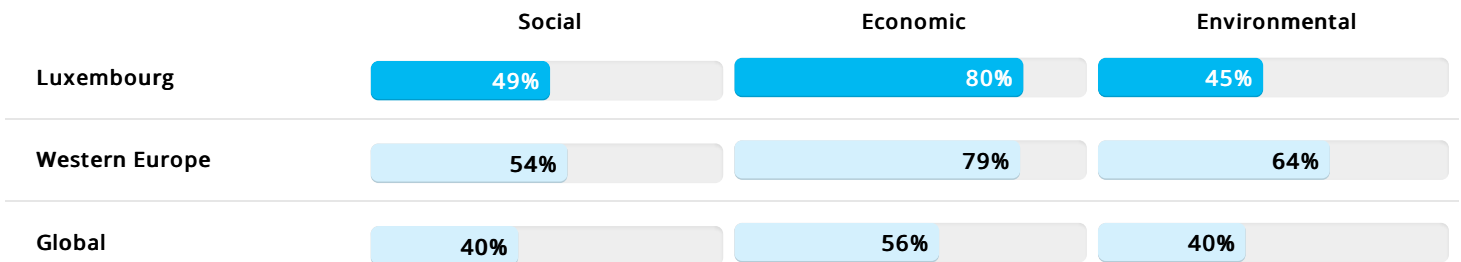 Social Economic Environmental
Luxembourg 49% 80% 45%
Western Europe 54% 79% 64%
Global 40% 56% 40%